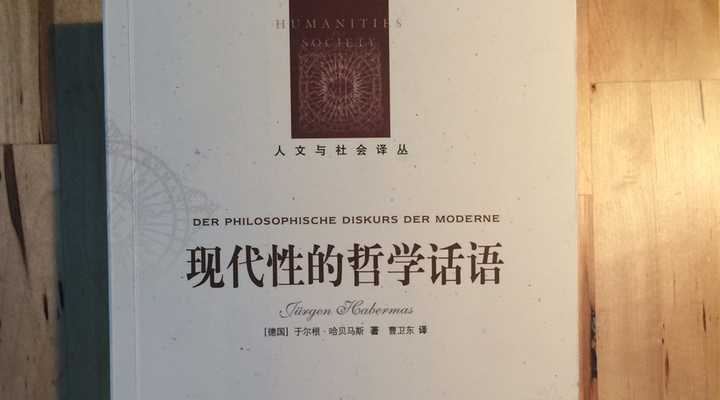 HUMANITIES
SOCIETY
人文与社会译丛
DER PHILOSOPHISCHE DISKURS DER MODERNE
现代性的哲学话语
Jürgen Habermas
[德国] 于尔根·哈贝马斯 著 曹卫东 译